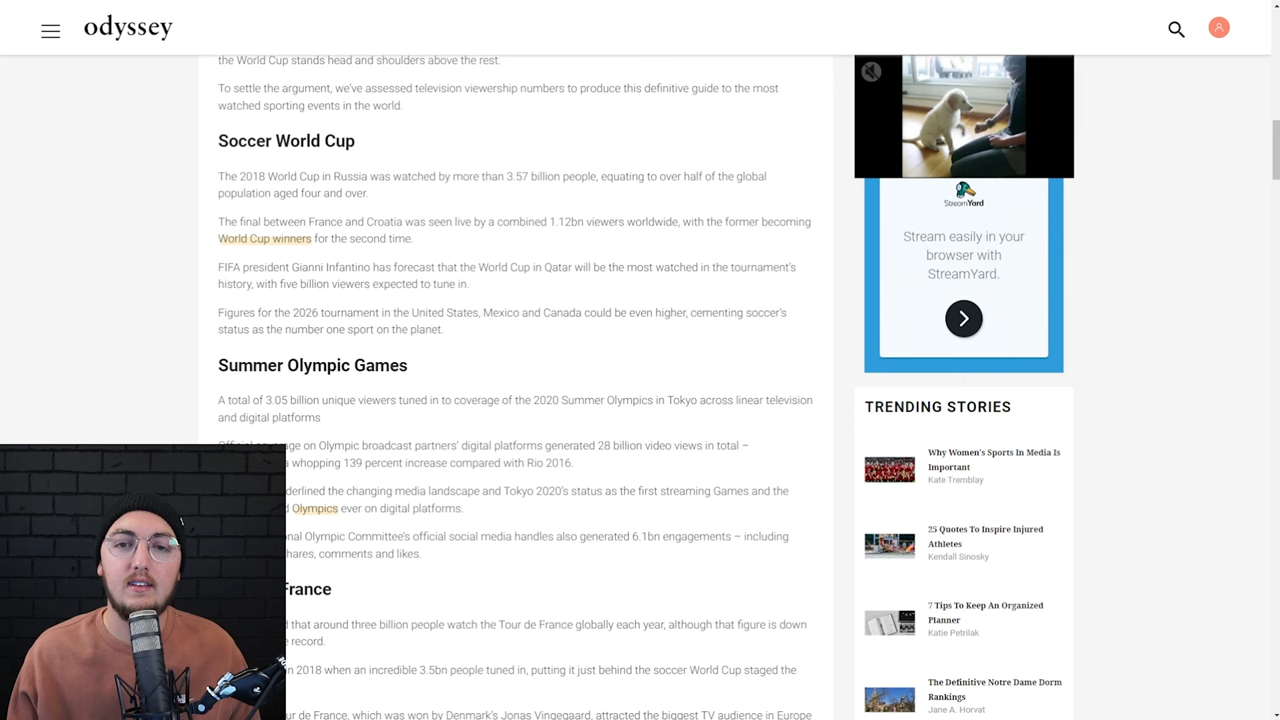 odyssey
the World Cup stands head and shoulders above the rest.
To settle the argument, we've assessed television viewership numbers to produce this definitive guide to the most
watched sporting events in the world.
Soccer World Cup
The 2018 World Cup in Russia was watched by more than 3.57 billion people, equating to over half of the global
population aged four and over.
The final between France and Croatia was seen live by a combined 1.12bn viewers worldwide, with the former becoming
World Cup winners for the second time.
FIFA president Gianni Infantino has forecast that the World Cup in Qatar will be the most watched in the tournament's
history, with five billion viewers expected to tune in.
Figures for the 2026 tournament in the United States, Mexico and Canada could be even higher, cementing soccer's
status as the number one sport on the planet.
Summer Olympic Games
A total of 3.05 billion unique viewers tuned in to coverage of the 2020 Summer Olympics in Tokyo across linear television
and digital platforms
Official coverage on Olympic broadcast partners' digital platforms generated 28 billion video views in total –
a whopping 139 percent increase compared with Rio 2016.
derlined the changing media landscape and Tokyo 2020's status as the first streaming Games and the
Olympics ever on digital platforms.
onal Olympic Committee's official social media handles also generated 6.1bn engagements – including
hares, comments and likes.
France
d that around three billion people watch the Tour de France globally each year, although that figure is down
e record.
in 2018 when an incredible 3.5bn people tuned in, putting it just behind the soccer World Cup staged the
ur de France, which was won by Denmark's Jonas Vingegaard, attracted the biggest TV audience in Europe
StreamYard
Stream easily in your
browser with
StreamYard.
TRENDING STORIES
Why Women's Sports In Media Is
Important
Kate Tremblay
25 Quotes To Inspire Injured
Athletes
Kendall Sinosky
7 Tips To Keep An Organized
Planner
Katie Petrilak
The Definitive Notre Dame Dorm
Rankings
Jane A. Horvat